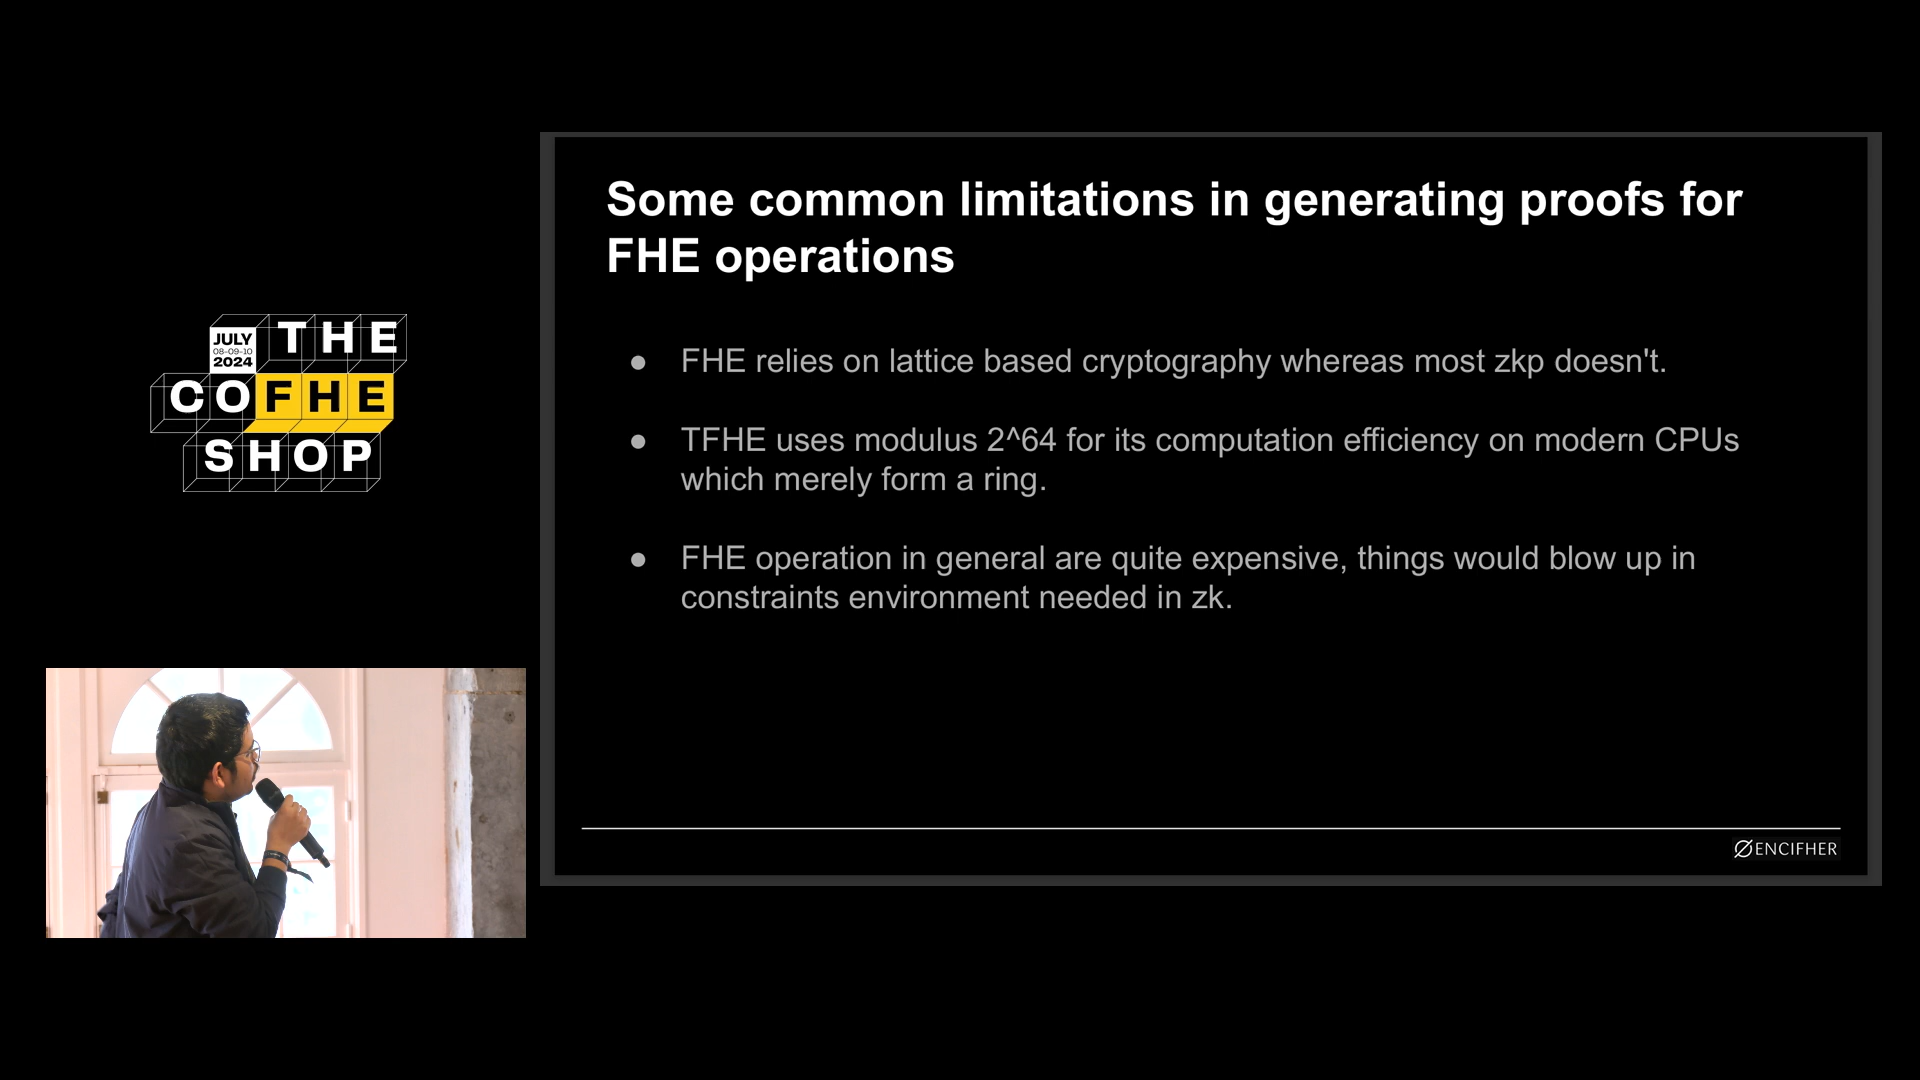 JULY
08-09-10
2024
THE
COFHE
SHOP
Some common limitations in generating proofs for
FHE operations
● FHE relies on lattice based cryptography whereas most zkp doesn't.
● TFHE uses modulus 2^64 for its computation efficiency on modern CPUs
which merely form a ring.
● FHE operation in general are quite expensive, things would blow up in
constraints environment needed in zk.
ENCIFHER